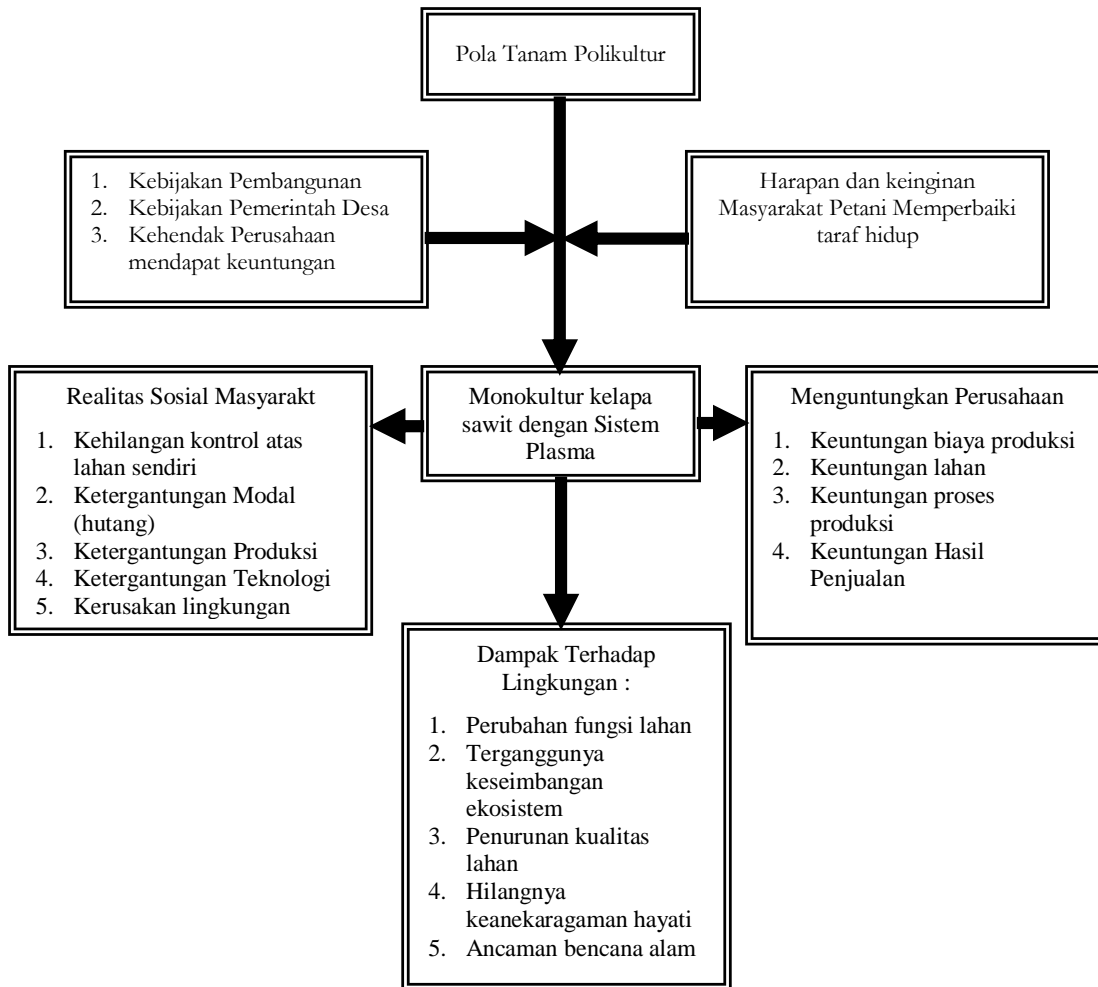 Pola Tanam Polikultur
1. Kebijakan Pembangunan
2. Kebijakan Pemerintah Desa
3. Kehendak Perusahaan
mendapat keuntungan
Harapan dan keinginan
Masyarakat Petani Memperbaiki
taraf hidup
Realitas Sosial Masyarakt
1. Kehilangan kontrol atas
lahan sendiri
2. Ketergantungan Modal
(hutang)
3. Ketergantungan Produksi
4. Ketergantungan Teknologi
5. Kerusakan lingkungan
Monokultur kelapa
sawit dengan Sistem
Plasma
Menguntungkan Perusahaan
1. Keuntungan biaya produksi
2. Keuntungan lahan
3. Keuntungan proses
produksi
4. Keuntungan Hasil
Penjualan
Dampak Terhadap
Lingkungan :
1. Perubahan fungsi lahan
2. Terganggunya
keseimbangan
ekosistem
3. Penurunan kualitas
lahan
4. Hilangnya
keanekaragaman hayati
5. Ancaman bencana alam